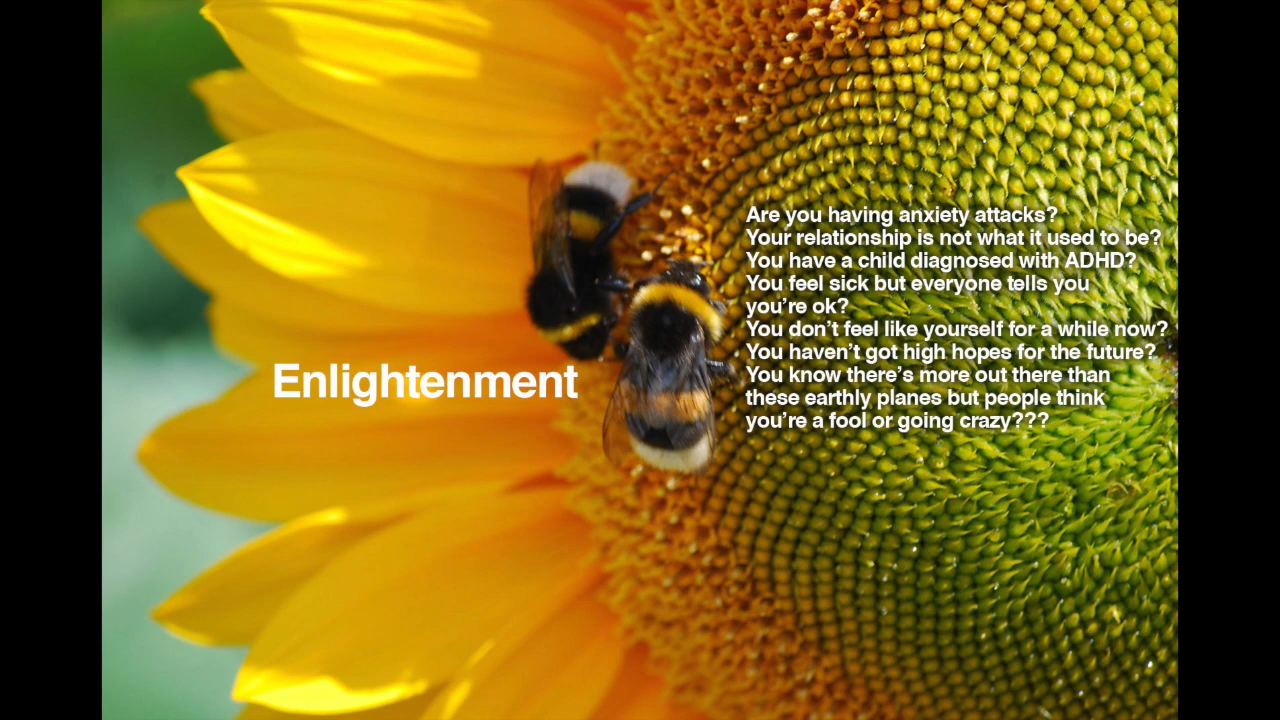 Enlightenment
Are you having anxiety attacks?
Your relationship is not what it used to be?
You have a child diagnosed with ADHD?
You feel sick but everyone tells you
you’re ok?
You don’t feel like yourself for a while now?
You haven’t got high hopes for the future?
You know there’s more out there than
these earthly planes but people think
you’re a fool or going crazy???